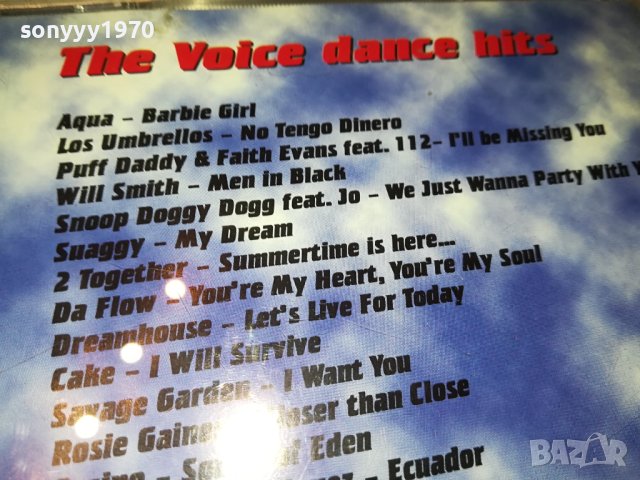 sonyyy1970
The Voice dance hits
Aqua - Barbie Girl
Los Umbrellos - No Tengo Dinero
Puff Daddy & Faith Evans feat. 112- I'll be Missing You
Will Smith - Men in Black
Snoop Doggy Dogg feat. Jo - We Just Wanna Party With Y
Suaggy - My Dream
2 Together - Summertime is here...
Da Flow - You're My Heart, You're My Soul
Dreamhouse - Let's Live For Today
Cake - I Will Survive
Savage Garden - I Want You
Rosie Gaine oser than Close
Eden
- Ecuador
BAZAR